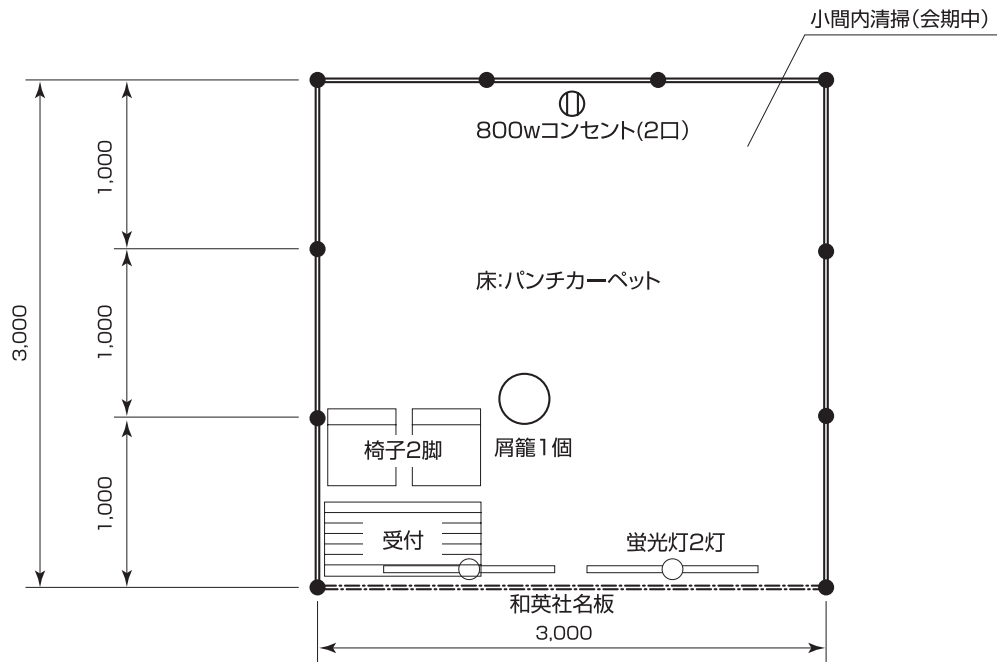 小間内清掃(会期中)
800wコンセント(2口)
1,000
床:パンチカーペット
3,000
1,000
椅子2脚
屑籠1個
1,000
受付
蛍光灯2灯
和英社名板
3,000